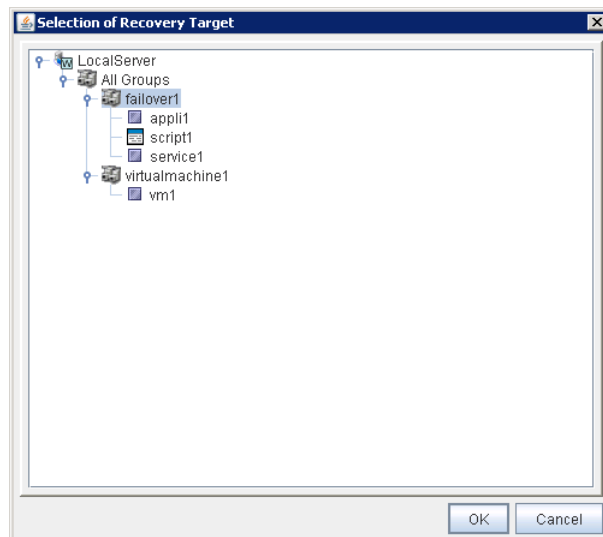 Selection of Recovery Target
LocalServer
All Groups
failover1
appli1
script1
service1
virtualmachine1
vm1
OK Cancel